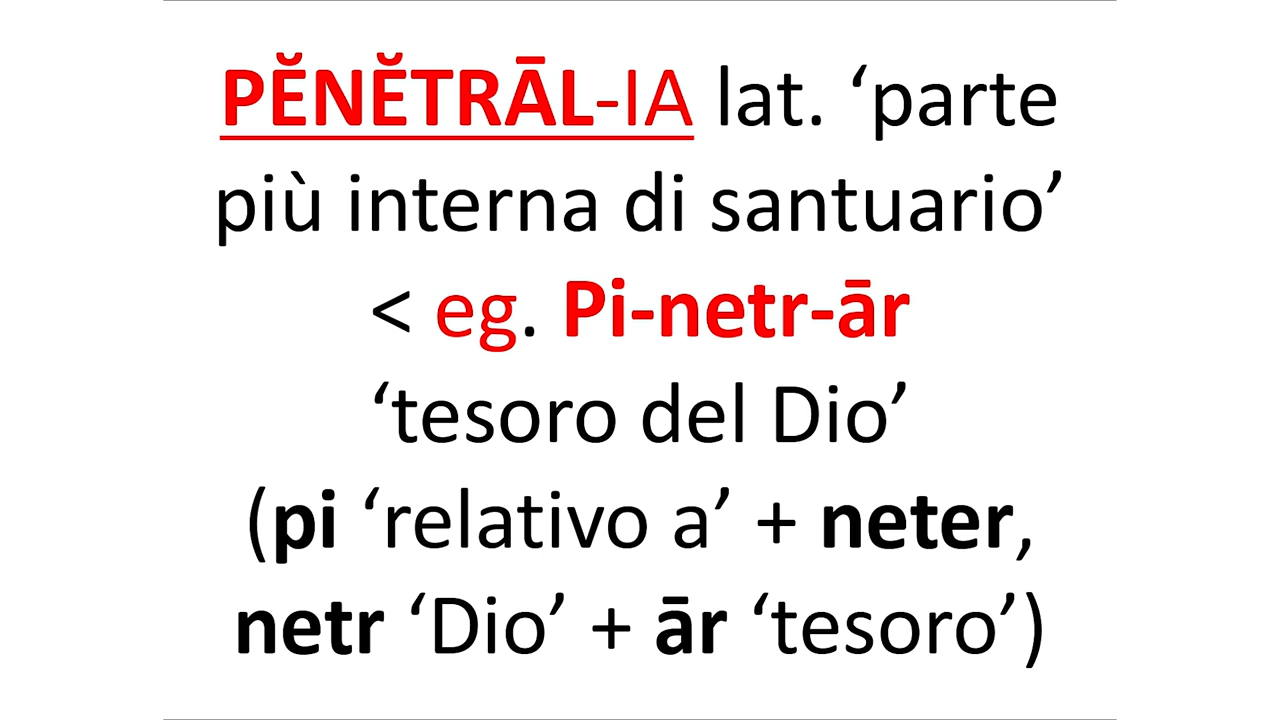 PĔNĔTRĀL-IA lat. ‘parte
più interna di santuario’
< eg. Pi-netr-ār
‘tesoro del Dio’
(pi ‘relativo a’ + neter,
netr ‘Dio’ + ār ‘tesoro’)